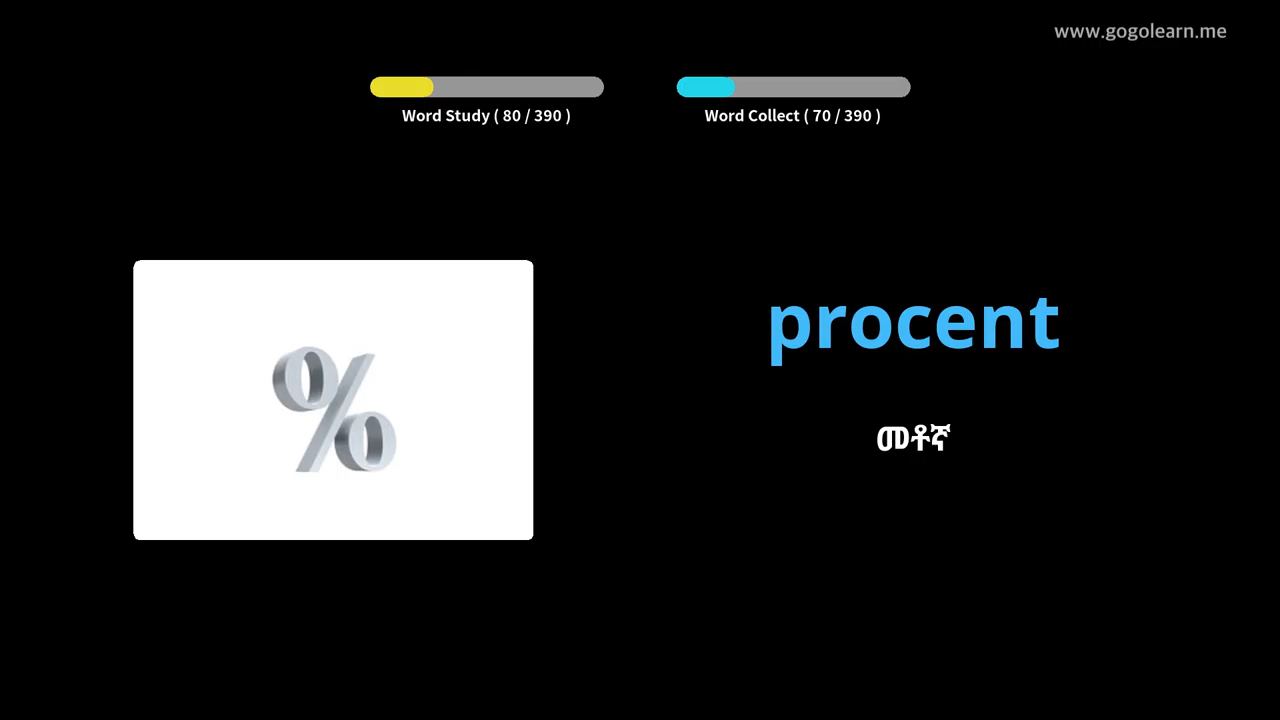 www.gogolearn.me
Word Study ( 80 / 390 )
Word Collect ( 70 / 390 )
%
procent
መቶኛ